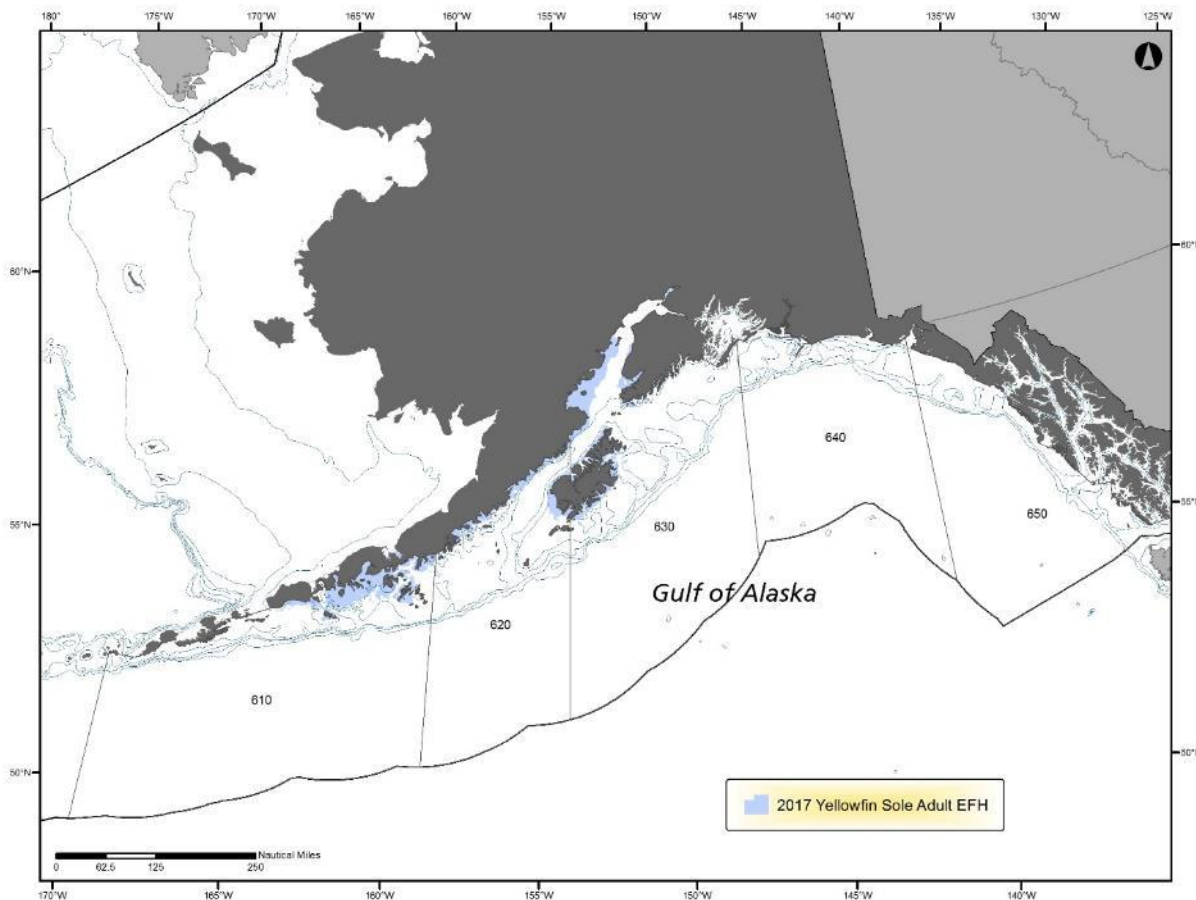 180° 175°W 170°W 165°W 160°W 155°W 150°W 145°W 140°W 135°W 130°W 125°W
60°N 60°N
640
55°N 55°N
650
630
Gulf of Alaska
620
610
50°N 50°N
2017 Yellowfin Sole Adult EFH
Nautical Miles
0 62.5 125 250
170°W 165°W 160°W 155°W 150°W 145°W 140°W